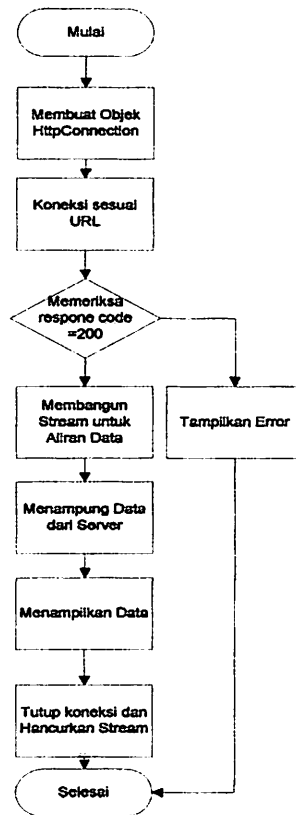 Mulai
Membuat Objek
HttpConnection
Koneksi sesuai
URL
Memeriksa
respone code
=200
Membangun
Stream untuk
Aliran Data
Tampilkan Error
Menampung Data
dari Server
Menampilkan Data
Tutup koneksi dan
Hancurkan Stream
Selesai